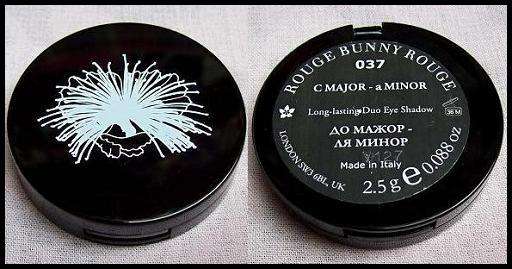 ROUGE BUNNY ROUGE
037
C MAJOR - a MINOR
Long-lasting Duo Eye Shadow
36 M
ДО МАЖОР -
ЛЯ МИНОР
Made in Italy
LONDON SW3 6BL, UK
2.5 g e 0.088 OZ